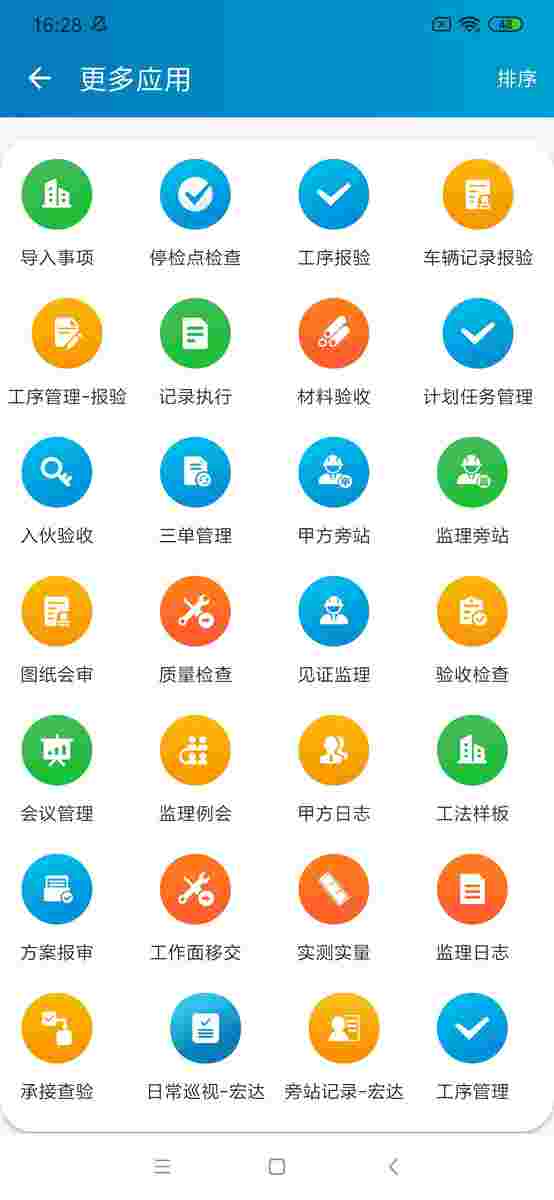 16:28
48
更多应用
排序
导入事项
停检点检查
工序报验
车辆记录报验
工序管理-报验
记录执行
材料验收
计划任务管理
入伙验收
三单管理
甲方旁站
监理旁站
图纸会审
质量检查
见证监理
验收检查
会议管理
监理例会
甲方日志
工法样板
方案报审
工作面移交
实测实量
监理日志
承接查验
日常巡视-宏达
旁站记录-宏达
工序管理